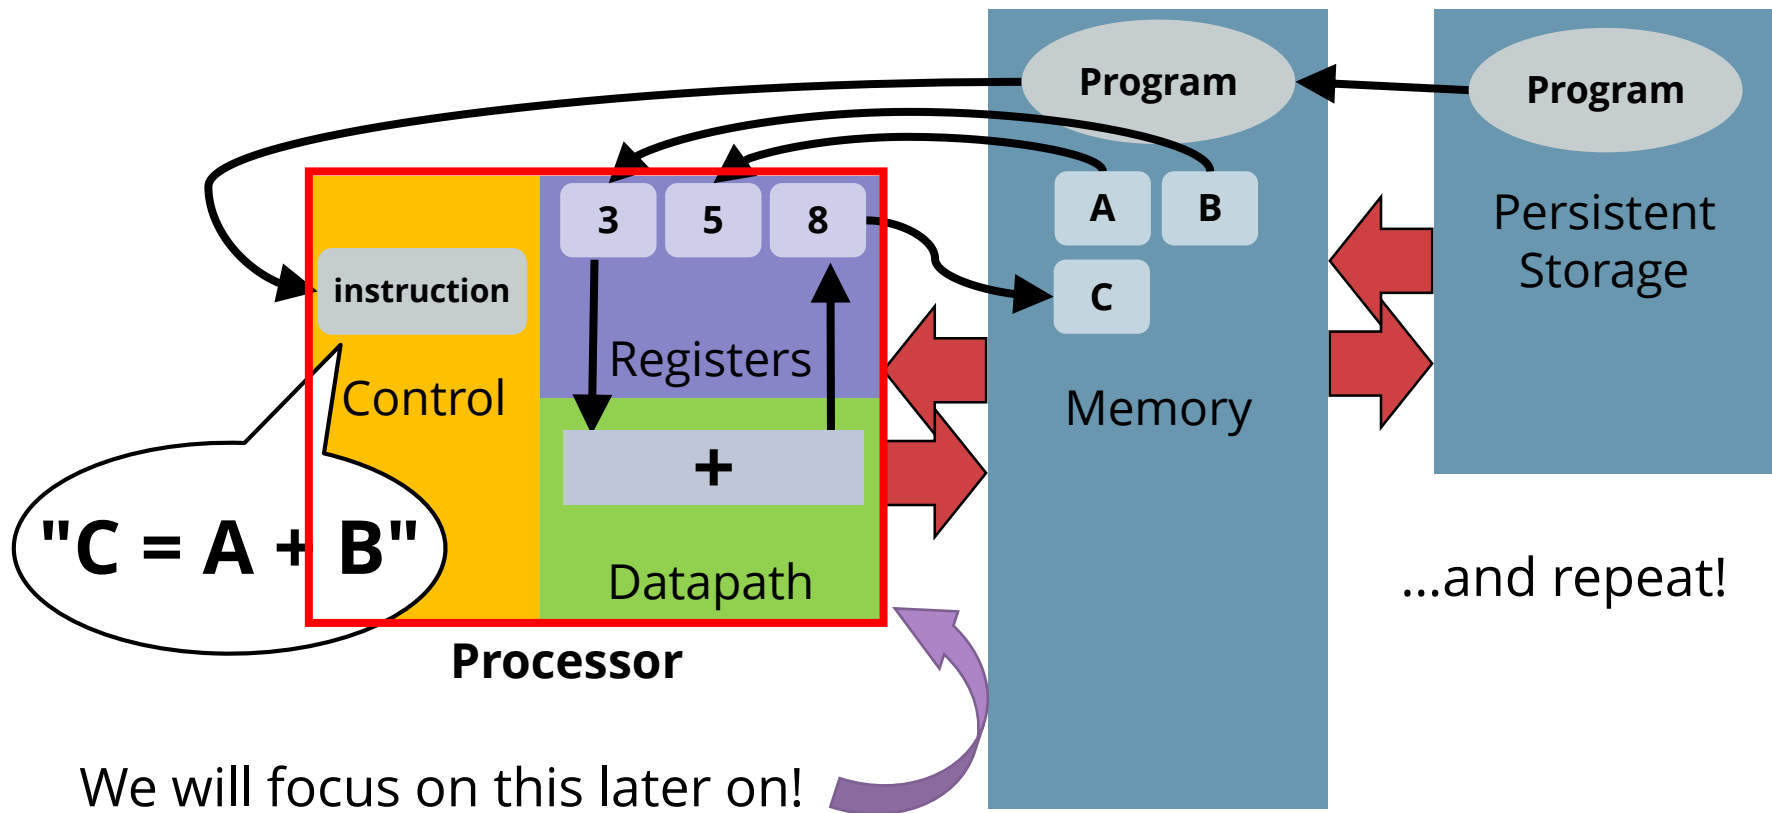 Program
Program
3 5 8
A B
Persistent
Storage
instruction
C
Registers
Control
Memory
+
"C = A + B"
Datapath
...and repeat!
Processor
We will focus on this later on!